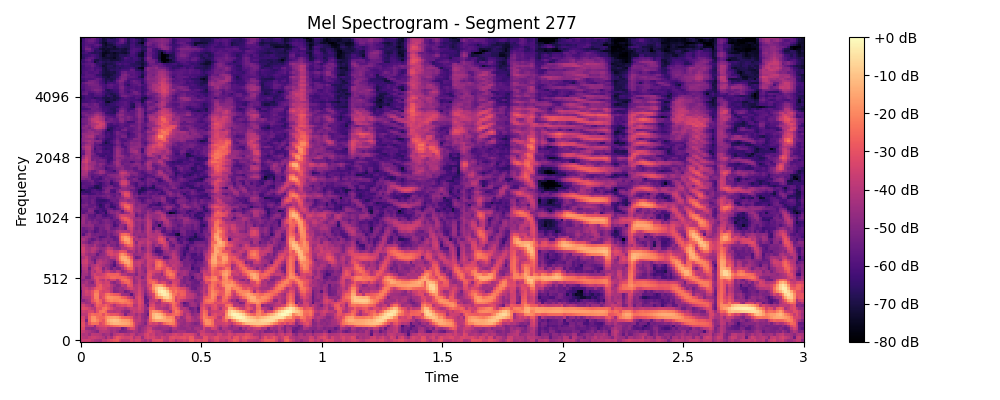 Mel Spectrogram - Segment 277
+0 dB
-10 dB
-20 dB
-30 dB
-40 dB
-50 dB
-60 dB
-70 dB
-80 dB
4096
2048
1024
512
0
Frequency
0 0.5 1 1.5 2 2.5 3
Time